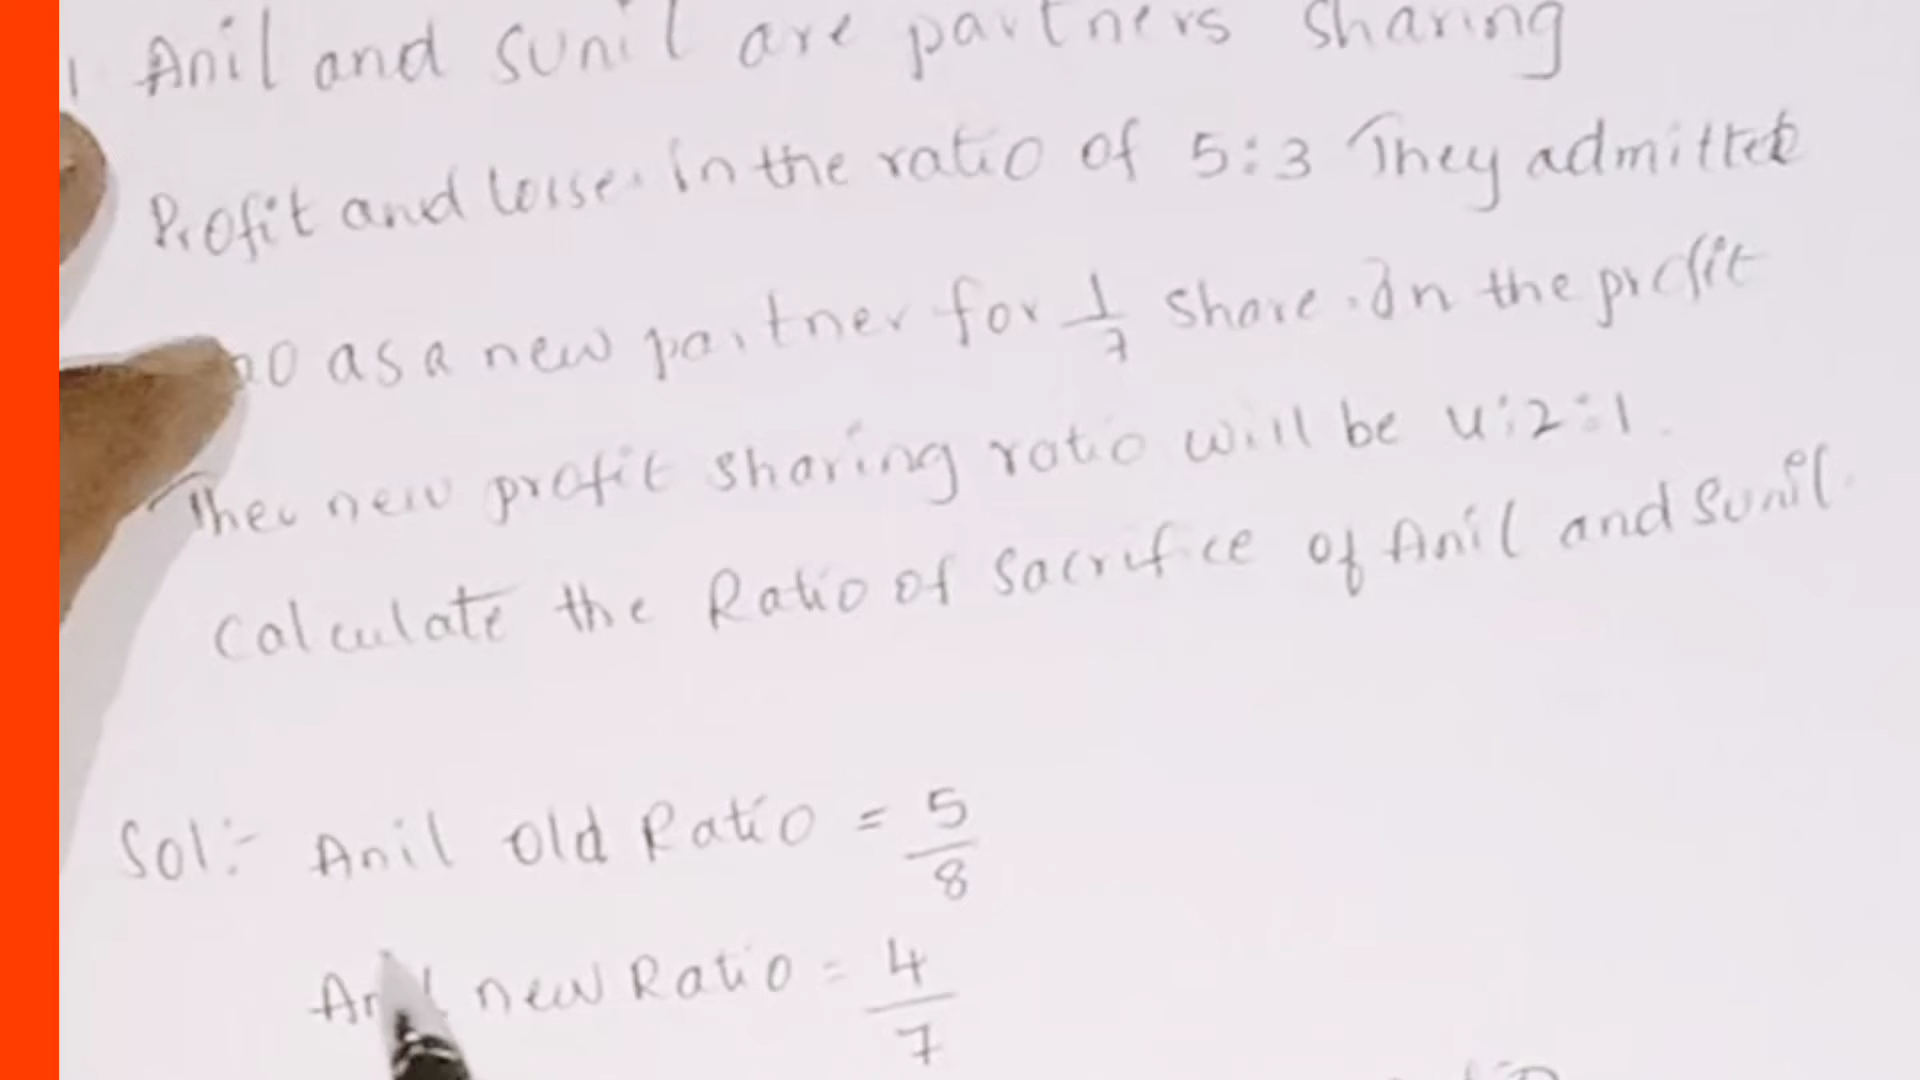 1 Anil and Sunil are partners Sharing
Profit and losses in the ratio of 5:3 They admitted
as a new partner for 1/7 Share. In the profit
new profit sharing ratio will be 4:2:1.
Calculate the Ratio of Sacrifice of Anil and Sunil.
Sol:- Anil Old Ratio = 5/8
new Ratio = 4/7